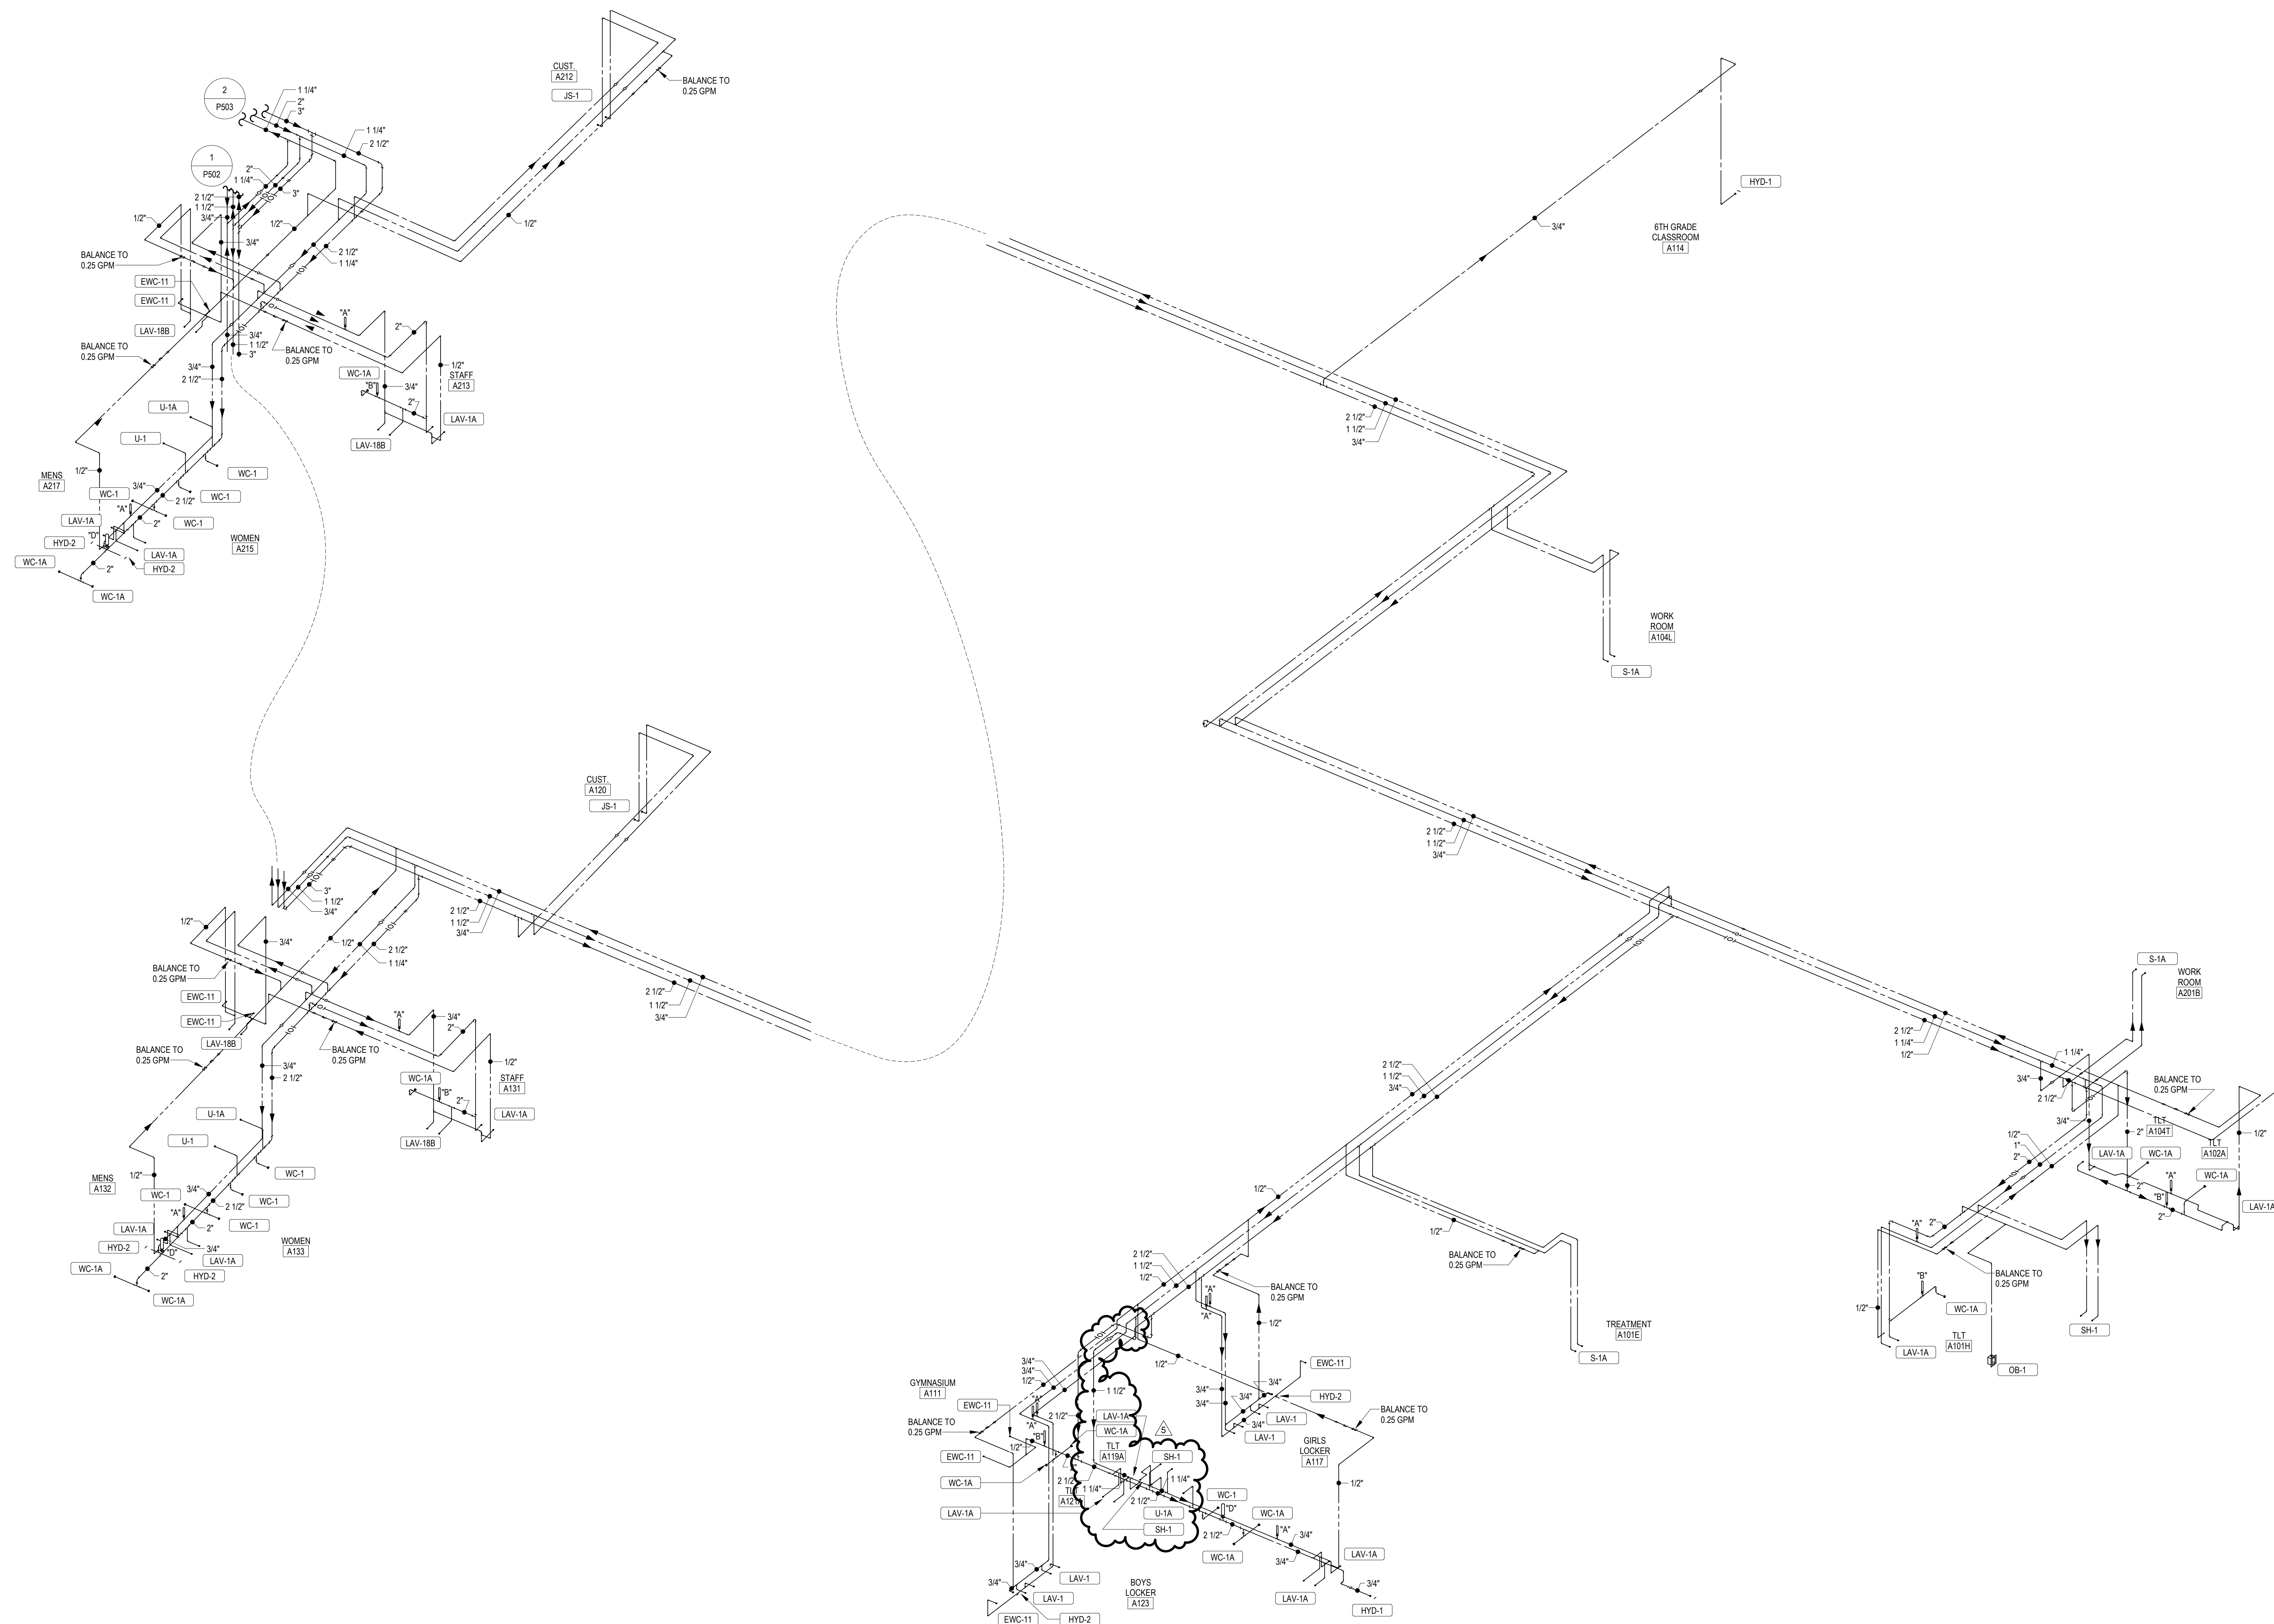 2
P503
1 1/4"
2"
3"
1 1/4"
2 1/2"
CUST.
A212
JS-1
BALANCE TO
0.25 GPM
1
P502
2"
1 1/4"
3"
2 1/2"
1 1/2"
3/4"
1/2"
1/2"
3/4"
1/2"
2 1/2"
1 1/4"
BALANCE TO
0.25 GPM
EWC-11
EWC-11
LAV-18B
"A"
2"
BALANCE TO
0.25 GPM
3/4"
1 1/2"
3"
BALANCE TO
0.25 GPM
3/4"
2 1/2"
WC-1A
"B"
3/4"
1/2"
STAFF
A213
2"
LAV-1A
LAV-18B
U-1A
U-1
WC-1
MENS
A217
1/2"
WC-1
3/4"
2 1/2"
WC-1
"A"
2"
WC-1
LAV-1A
"D"
HYD-2
LAV-1A
HYD-2
WOMEN
A215
WC-1A
2"
WC-1A
HYD-1
3/4"
6TH GRADE
CLASSROOM
A114
2 1/2"
1 1/2"
3/4"
WORK
ROOM
A104L
S-1A
CUST.
A120
JS-1
2 1/2"
1 1/2"
3/4"
3"
1 1/2"
3/4"
2 1/2"
1 1/2"
3/4"
1/2"
3/4"
1/2"
2 1/2"
1 1/4"
BALANCE TO
0.25 GPM
EWC-11
EWC-11
LAV-18B
2 1/2"
1 1/2"
3/4"
"A"
3/4"
2"
BALANCE TO
0.25 GPM
BALANCE TO
0.25 GPM
1/2"
3/4"
2 1/2"
WC-1A
"B"
2"
STAFF
A131
LAV-1A
LAV-18B
U-1A
U-1
WC-1
MENS
A132
1/2"
WC-1
3/4"
2 1/2"
WC-1
"A"
2"
WC-1
LAV-1A
3/4"
HYD-2
"D"
LAV-1A
HYD-2
WOMEN
A133
WC-1A
2"
WC-1A
S-1A
WORK
ROOM
A201B
2 1/2"
1 1/4"
1/2"
1 1/4"
3/4"
2 1/2"
BALANCE TO
0.25 GPM
3/4"
2"
TLT
A104T
TLT
A102A
1/2"
LAV-1A
WC-1A
WC-1A
"A"
"B"
2"
2"
LAV-1A
1/2"
1"
2"
2 1/2"
1 1/2"
3/4"
1/2"
1/2"
BALANCE TO
0.25 GPM
"A"
2"
BALANCE TO
0.25 GPM
"B"
WC-1A
1/2"
LAV-1A
TLT
A101H
SH-1
OB-1
TREATMENT
A101E
S-1A
2 1/2"
1 1/2"
1/2"
BALANCE TO
0.25 GPM
"A"
"A"
1/2"
1/2"
EWC-11
3/4"
3/4"
3/4"
3/4"
3/4"
HYD-2
LAV-1
LAV-1
BALANCE TO
0.25 GPM
GIRLS
LOCKER
A117
1/2"
GYMNASIUM
A111
3/4"
3/4"
1/2"
EWC-11
BALANCE TO
0.25 GPM
"A"
"A"
"B"
1/2"
EWC-11
WC-1A
1 1/2"
2 1/2"
LAV-1A
WC-1A
5
TLT
A119A
SH-1
2 1/2"
1 1/4"
1 1/4"
2 1/2"
LAV-1A
U-1A
SH-1
WC-1
"D"
WC-1A
2 1/2"
"A"
3/4"
WC-1A
3/4"
LAV-1A
LAV-1A
3/4"
HYD-1
3/4"
3/4"
LAV-1
LAV-1
EWC-11
HYD-2
BOYS
LOCKER
A123